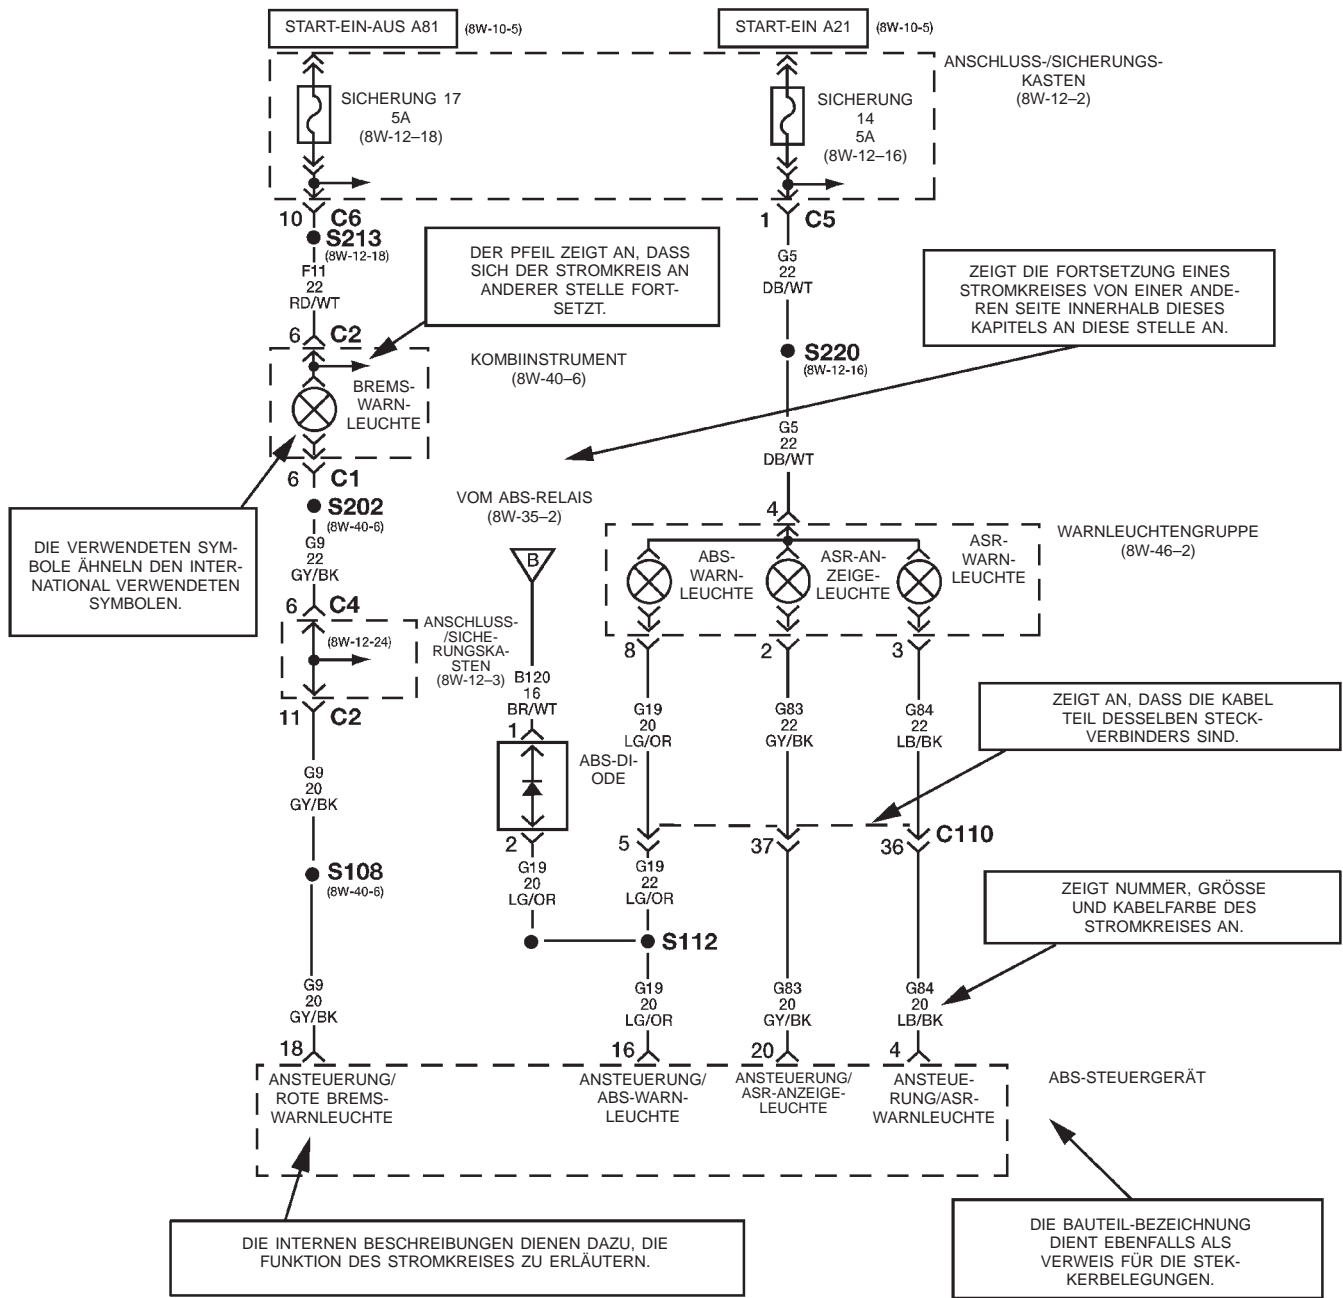 START-EIN-AUS A81
(8W-10-5)
START-EIN A21
(8W-10-5)
ANSCHLUSS-/SICHERUNGS-
KASTEN
(8W-12–2)
SICHERUNG 17
5A
(8W-12–18)
SICHERUNG
14
5A
(8W-12–16)
10
C6
S213
(8W-12-18)
F11
22
RD/WT
6
C2
1
C5
G5
22
DB/WT
DER PFEIL ZEIGT AN, DASS
SICH DER STROMKREIS AN
ANDERER STELLE FORT-
SETZT.
ZEIGT DIE FORTSETZUNG EINES
STROMKREISES VON EINER ANDE-
REN SEITE INNERHALB DIESES
KAPITELS AN DIESE STELLE AN.
S220
(8W-12-16)
KOMBIINSTRUMENT
(8W-40–6)
BREMS-
WARN-
LEUCHTE
G5
22
DB/WT
6
C1
S202
(8W-40-6)
G9
22
GY/BK
6
C4
VOM ABS-RELAIS
(8W-35–2)
B
4
WARNLEUCHTENGRUPPE
(8W-46–2)
ABS-
WARN-
LEUCHTE
ASR-AN-
ZEIGE-
LEUCHTE
ASR-
WARN-
LEUCHTE
DIE VERWENDETEN SYM-
BOLE ÄHNELN DEN INTER-
NATIONAL VERWENDETEN
SYMBOLEN.
(8W-12-24)
ANSCHLUSS-
/SICHE-
RUNGSKA-
STEN
(8W-12–3)
11
C2
8
2
3
B120
16
BR/WT
1
G19
20
LG/OR
G83
22
GY/BK
G84
22
LB/BK
ZEIGT AN, DASS DIE KABEL
TEIL DESSELBEN STECK-
VERBINDERS SIND.
G9
20
GY/BK
ABS-DI-
ODE
2
5
37
36
C110
S108
(8W-40-6)
G19
20
LG/OR
G19
22
LG/OR
ZEIGT NUMMER, GRÖSSE
UND KABELFARBE DES
STROMKREISES AN.
S112
G9
20
GY/BK
G19
20
LG/OR
G83
20
GY/BK
G84
20
LB/BK
18
16
20
4
ANSTEUERUNG/
ROTE BREMS-
WARNLEUCHTE
ANSTEUERUNG/
ABS-WARN-
LEUCHTE
ANSTEUERUNG/
ASR-ANZEIGE-
LEUCHTE
ANSTEUE-
RUNG/ASR-
WARNLEUCHTE
ABS-STEUERGERÄT
DIE INTERNEN BESCHREIBUNGEN DIENEN DAZU, DIE
FUNKTION DES STROMKREISES ZU ERLÄUTERN.
DIE BAUTEIL-BEZEICHNUNG
DIENT EBENFALLS ALS
VERWEIS FÜR DIE STEK-
KERBELEGUNGEN.